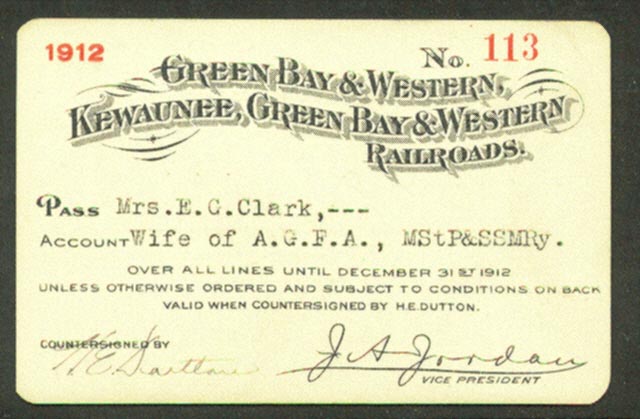 1912 No. 113
GREEN BAY & WESTERN,
KEWAUNEE, GREEN BAY & WESTERN
RAILROADS.
PASS Mrs.E.C.Clark,---
ACCOUNT Wife of A.G.F.A., MStP&SSMRy.
OVER ALL LINES UNTIL DECEMBER 31ST 1912
UNLESS OTHERWISE ORDERED AND SUBJECT TO CONDITIONS ON BACK
VALID WHEN COUNTERSIGNED BY H.E.DUTTON.
COUNTERSIGNED BY
H E Dutton J A Jordan
VICE PRESIDENT